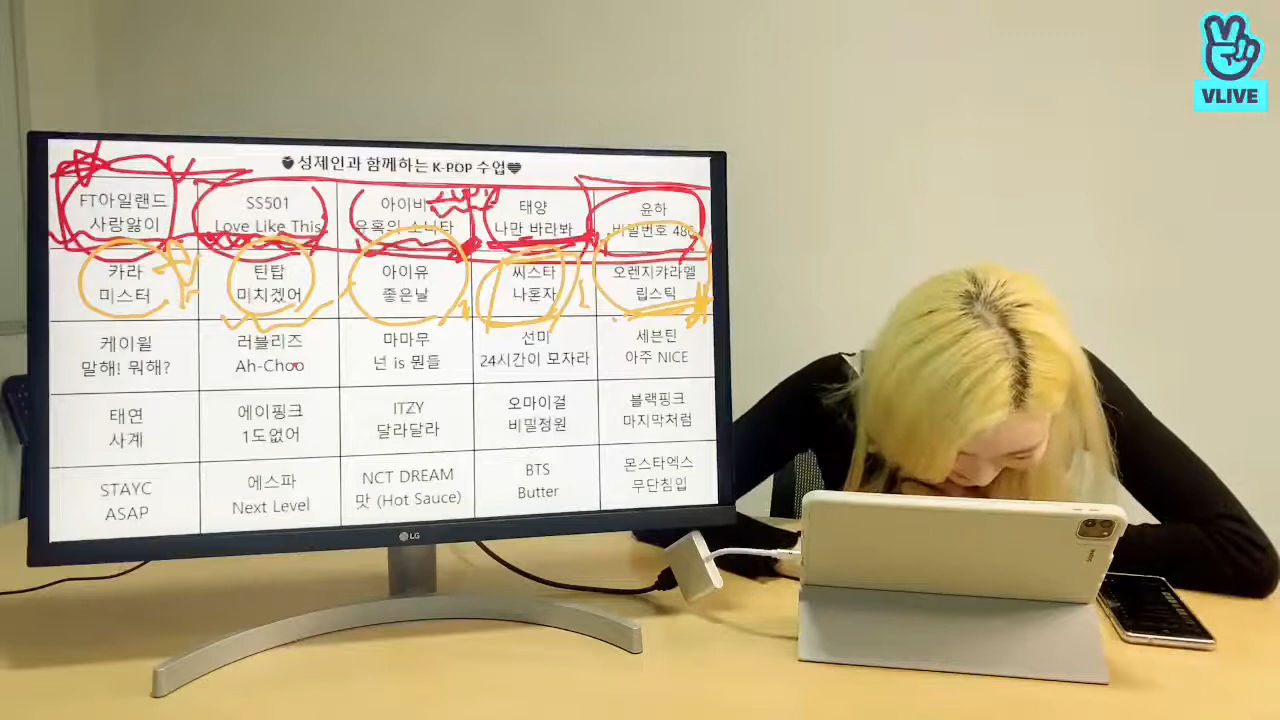 VLIVE
성제인과 함께하는 K-POP 수업
FT아일랜드
사랑앓이
SS501
Love Like This
아이비
유혹의 소나타
태양
나만 바라봐
윤하
비밀번호 486
카라
미스터
틴탑
미치겠어
아이유
좋은날
씨스타
나혼자
오렌지캬라멜
립스틱
케이윌
말해! 뭐해?
러블리즈
Ah-Choo
마마무
넌 is 뭔들
선미
24시간이 모자라
세븐틴
아주 NICE
태연
사계
에이핑크
1도없어
ITZY
달라달라
오마이걸
비밀정원
블랙핑크
마지막처럼
STAYC
ASAP
에스파
Next Level
NCT DREAM
맛 (Hot Sauce)
BTS
Butter
몬스타엑스
무단침입
LG